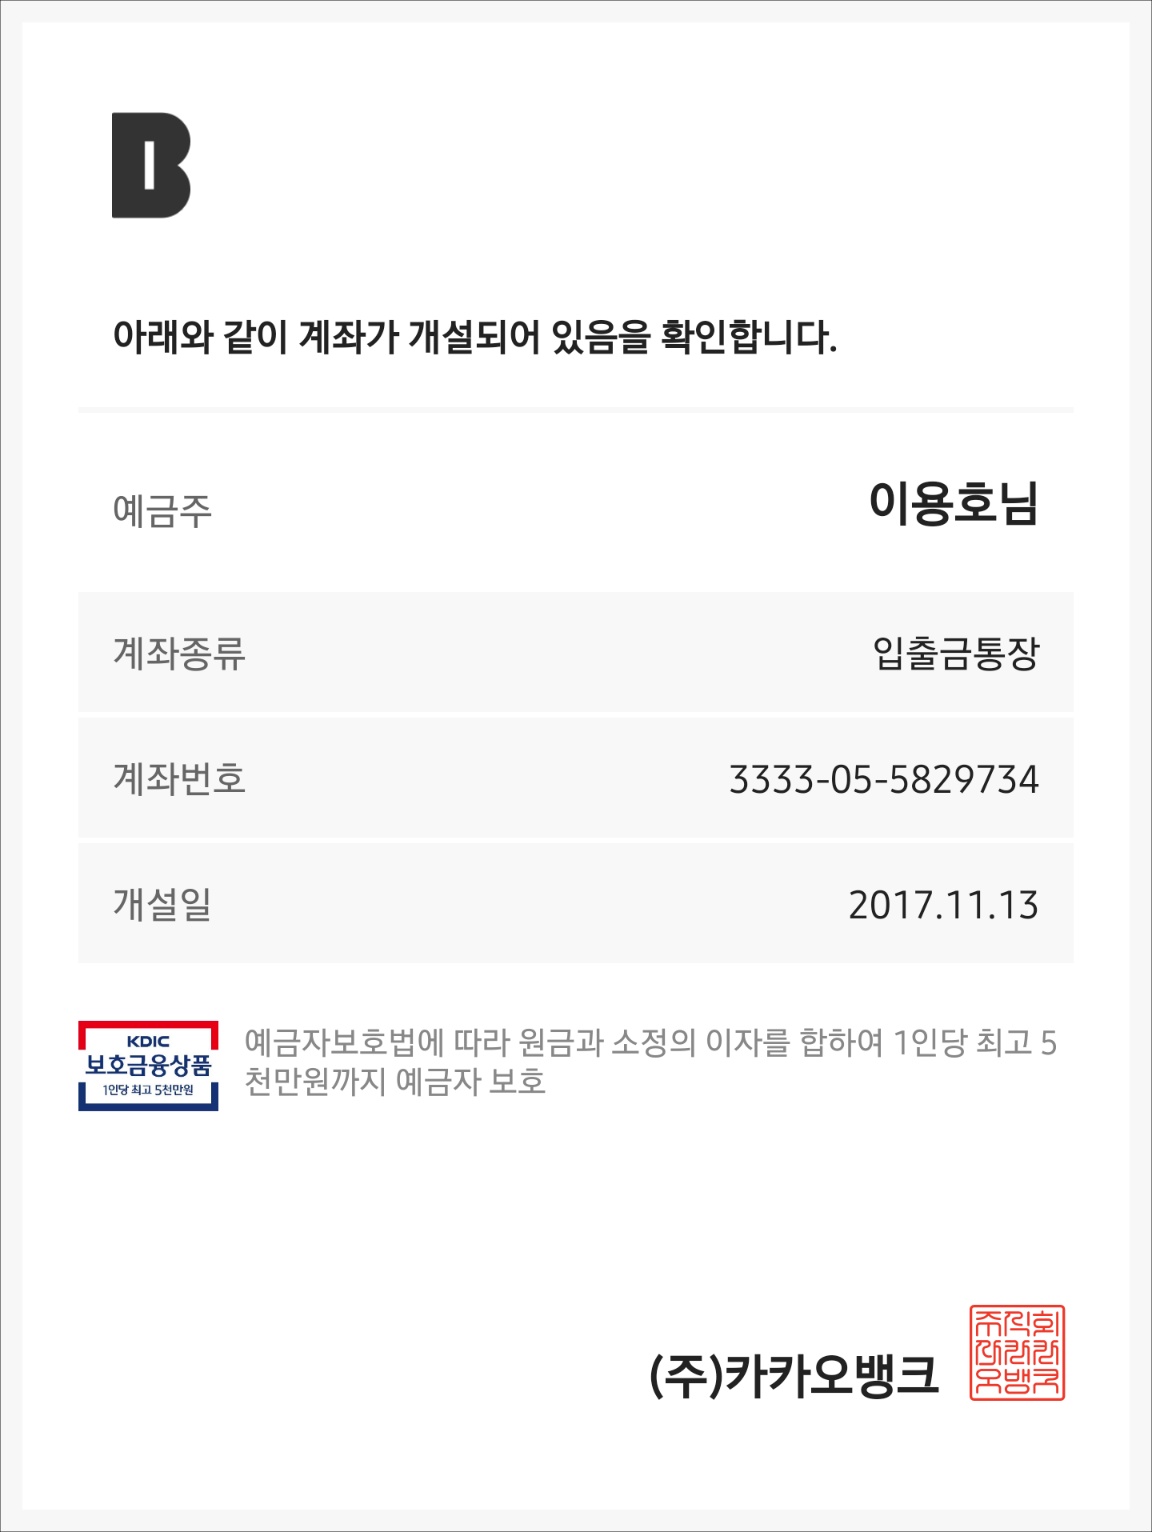 B
아래와 같이 계좌가 개설되어 있음을 확인합니다.
예금주 이용호님
계좌종류 입출금통장
계좌번호 3333-05-5829734
개설일 2017.11.13
KDIC
보호금융상품
1인당 최고 5천만원
예금자보호법에 따라 원금과 소정의 이자를 합하여 1인당 최고 5
천만원까지 예금자 보호
(주)카카오뱅크
주식회
사카카
오뱅크